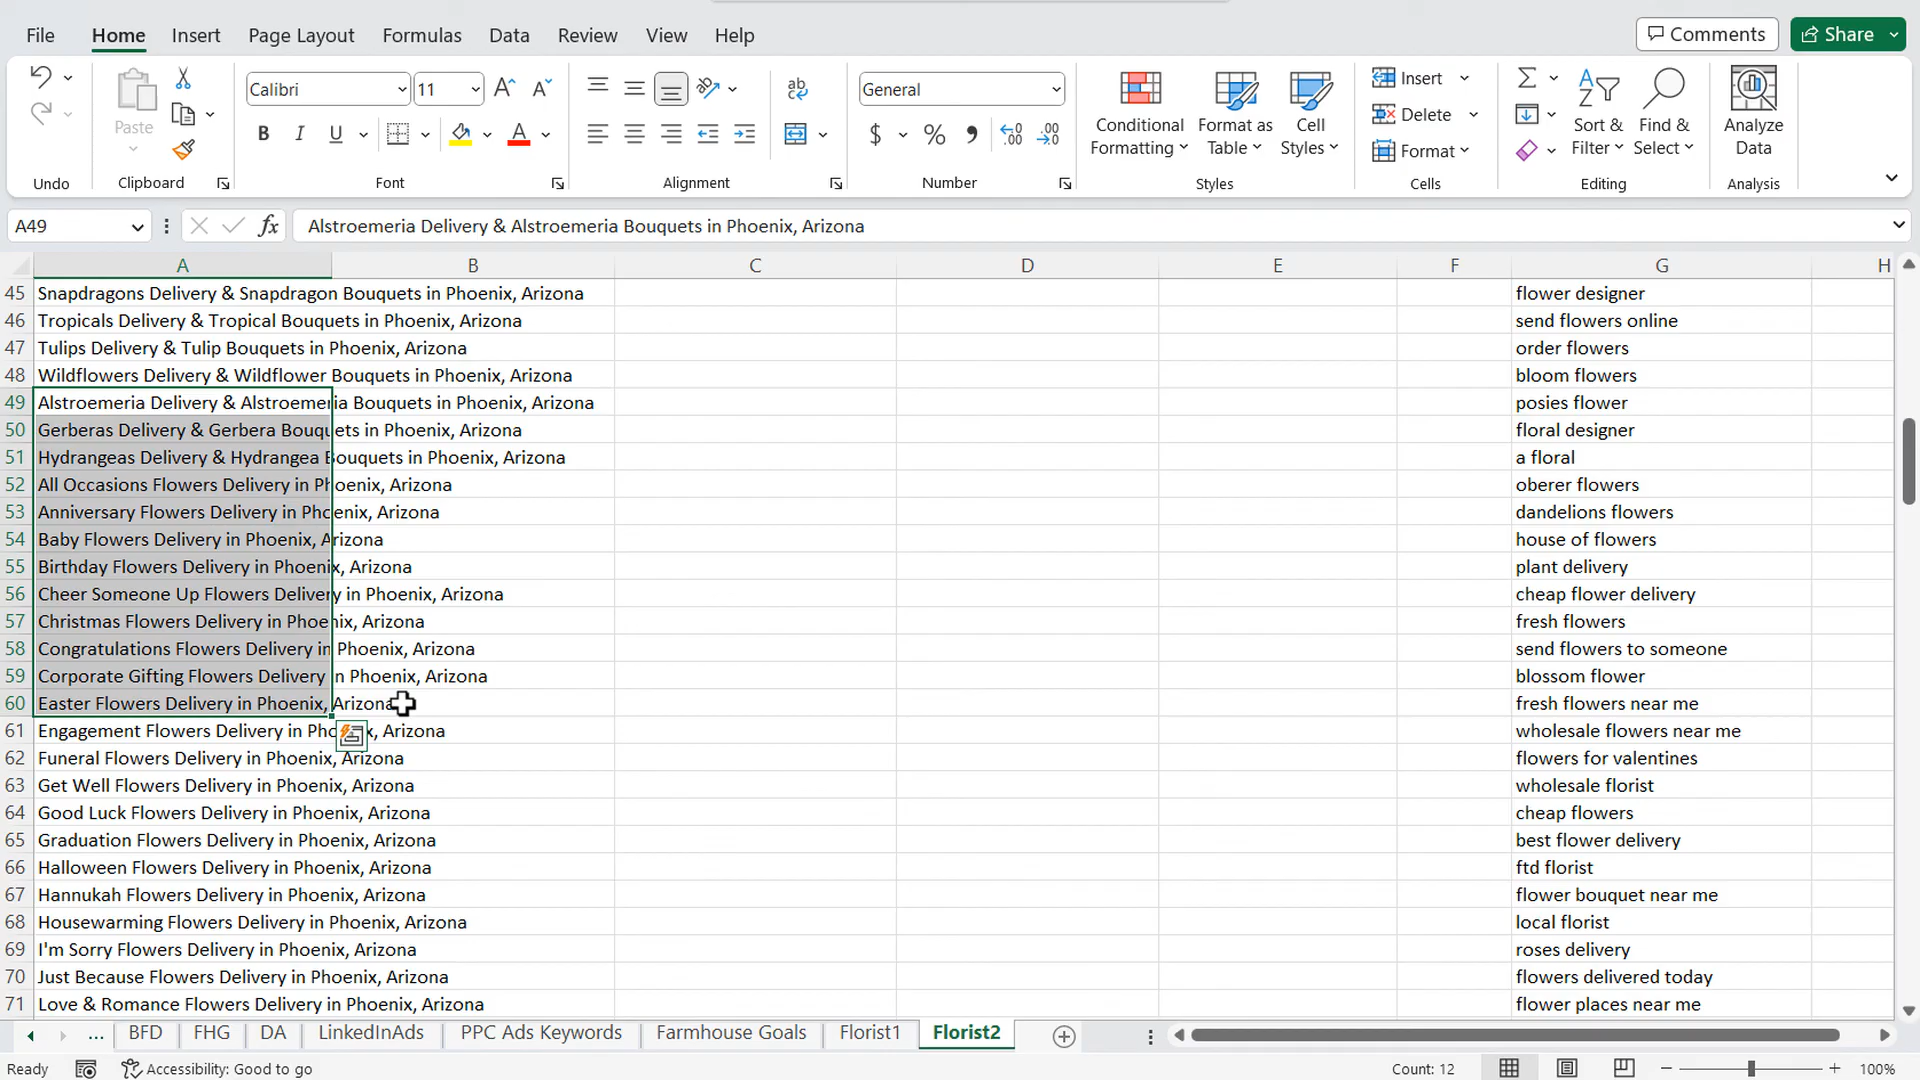 File Home Insert Page Layout Formulas Data Review View Help Comments Share
Calibri 11 General Insert
Paste Delete
B I U $ % Conditional Formatting Format as Table Cell Styles Format Sort & Filter Find & Select Analyze Data
Undo Clipboard Font Alignment Number Styles Cells Editing Analysis
A49 fx Alstroemeria Delivery & Alstroemeria Bouquets in Phoenix, Arizona
A B C D E F G H
45 Snapdragons Delivery & Snapdragon Bouquets in Phoenix, Arizona flower designer
46 Tropicals Delivery & Tropical Bouquets in Phoenix, Arizona send flowers online
47 Tulips Delivery & Tulip Bouquets in Phoenix, Arizona order flowers
48 Wildflowers Delivery & Wildflower Bouquets in Phoenix, Arizona bloom flowers
49 Alstroemeria Delivery & Alstroemeria Bouquets in Phoenix, Arizona posies flower
50 Gerberas Delivery & Gerbera Bouquets in Phoenix, Arizona floral designer
51 Hydrangeas Delivery & Hydrangea Bouquets in Phoenix, Arizona a floral
52 All Occasions Flowers Delivery in Phoenix, Arizona oberer flowers
53 Anniversary Flowers Delivery in Phoenix, Arizona dandelions flowers
54 Baby Flowers Delivery in Phoenix, Arizona house of flowers
55 Birthday Flowers Delivery in Phoenix, Arizona plant delivery
56 Cheer Someone Up Flowers Delivery in Phoenix, Arizona cheap flower delivery
57 Christmas Flowers Delivery in Phoenix, Arizona fresh flowers
58 Congratulations Flowers Delivery in Phoenix, Arizona send flowers to someone
59 Corporate Gifting Flowers Delivery in Phoenix, Arizona blossom flower
60 Easter Flowers Delivery in Phoenix, Arizona fresh flowers near me
61 Engagement Flowers Delivery in Phoenix, Arizona wholesale flowers near me
62 Funeral Flowers Delivery in Phoenix, Arizona flowers for valentines
63 Get Well Flowers Delivery in Phoenix, Arizona wholesale florist
64 Good Luck Flowers Delivery in Phoenix, Arizona cheap flowers
65 Graduation Flowers Delivery in Phoenix, Arizona best flower delivery
66 Halloween Flowers Delivery in Phoenix, Arizona ftd florist
67 Hannukah Flowers Delivery in Phoenix, Arizona flower bouquet near me
68 Housewarming Flowers Delivery in Phoenix, Arizona local florist
69 I'm Sorry Flowers Delivery in Phoenix, Arizona roses delivery
70 Just Because Flowers Delivery in Phoenix, Arizona flowers delivered today
71 Love & Romance Flowers Delivery in Phoenix, Arizona flower places near me
... BFD FHG DA LinkedInAds PPC Ads Keywords Farmhouse Goals Florist1 Florist2
Ready Accessibility: Good to go Count: 12 100%